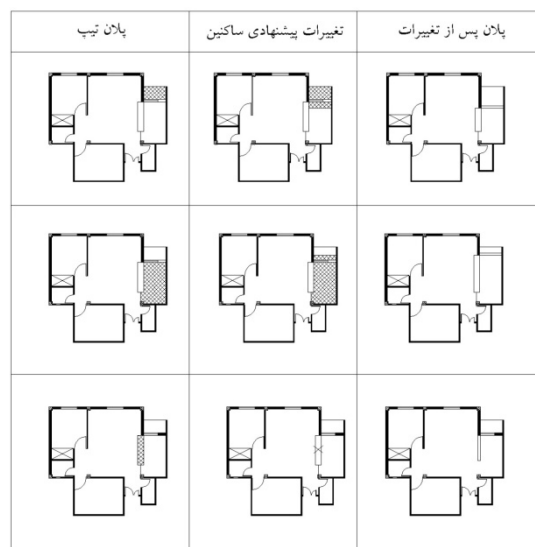 پلان پس از تغییرات
تغییرات پیشنهادی ساکنین
پلان تیپ